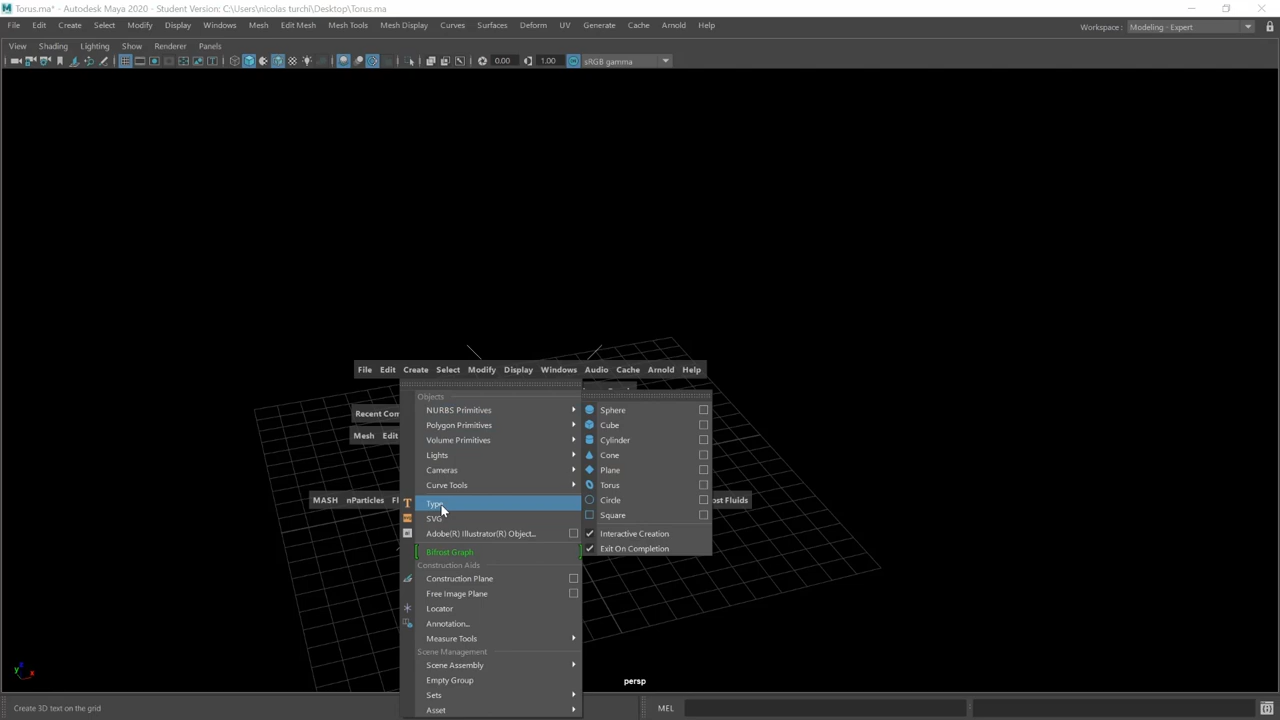 Torus.ma* - Autodesk Maya 2020 - Student Version: C:\Users\nicolas turchi\Desktop\Torus.ma
File Edit Create Select Modify Display Windows Mesh Edit Mesh Mesh Tools Mesh Display Curves Surfaces Deform UV Generate Cache Arnold Help
Workspace: Modeling - Expert
View Shading Lighting Show Renderer Panels
0.00 1.00 sRGB gamma
File Edit Create Select Modify Display Windows Audio Cache Arnold Help
Objects
NURBS Primitives
Sphere
Recent Com
Polygon Primitives
Cube
Mesh Edit
Volume Primitives
Cylinder
Lights
Cone
Cameras
Plane
Curve Tools
Torus
MASH nParticles Fl
Type
Circle
ost Fluids
SVG
Square
Adobe(R) Illustrator(R) Object...
Interactive Creation
Bifrost Graph
Exit On Completion
Construction Aids
Construction Plane
Free Image Plane
Locator
Annotation...
Measure Tools
Scene Management
Scene Assembly
Empty Group
persp
Sets
Asset
Create 3D text on the grid
MEL